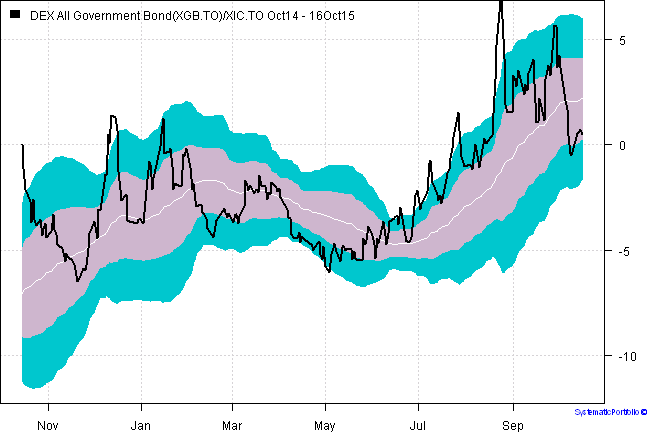 DEX All Government Bond(XGB.TO)/XIC.TO Oct14 - 16Oct15
5
0
-5
-10
Nov Jan Mar May Jul Sep
SystematicPortfolio ©